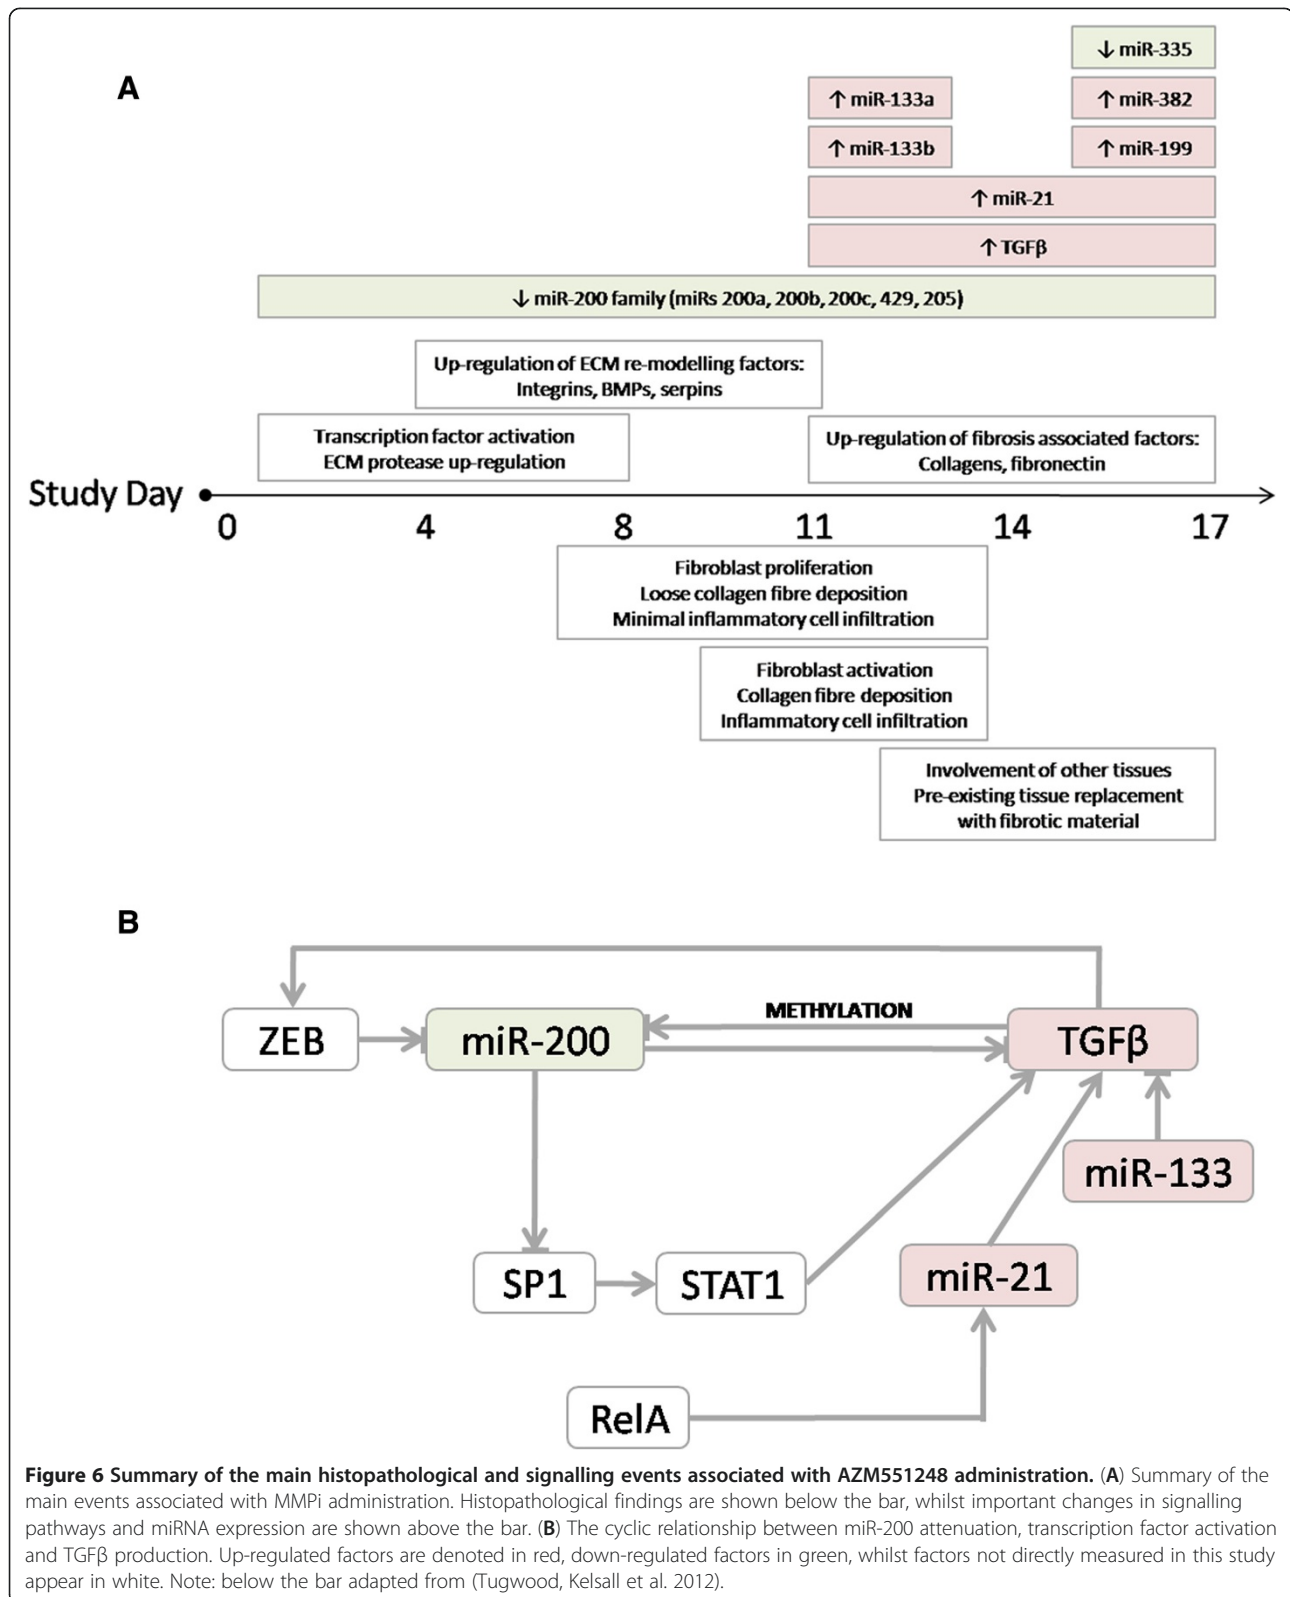 A
↓ miR-335
↑ miR-133a
↑ miR-382
↑ miR-133b
↑ miR-199
↑ miR-21
↑ TGFβ
↓ miR-200 family (miRs 200a, 200b, 200c, 429, 205)
Up-regulation of ECM re-modelling factors:
Integrins, BMPs, serpins
Transcription factor activation
ECM protease up-regulation
Up-regulation of fibrosis associated factors:
Collagens, fibronectin
Study Day
0 4 8 11 14 17
Fibroblast proliferation
Loose collagen fibre deposition
Minimal inflammatory cell infiltration
Fibroblast activation
Collagen fibre deposition
Inflammatory cell infiltration
Involvement of other tissues
Pre-existing tissue replacement
with fibrotic material
B
METHYLATION
ZEB
miR-200
TGFβ
miR-133
SP1
STAT1
miR-21
RelA
Figure 6 Summary of the main histopathological and signalling events associated with AZM551248 administration. (A) Summary of the
main events associated with MMPi administration. Histopathological findings are shown below the bar, whilst important changes in signalling
pathways and miRNA expression are shown above the bar. (B) The cyclic relationship between miR-200 attenuation, transcription factor activation
and TGFβ production. Up-regulated factors are denoted in red, down-regulated factors in green, whilst factors not directly measured in this study
appear in white. Note: below the bar adapted from (Tugwood, Kelsall et al. 2012).